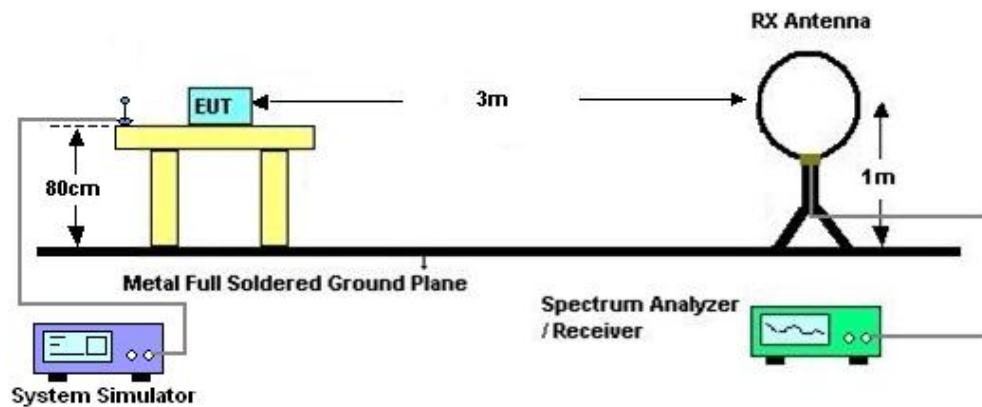 RX Antenna
EUT
3m
80cm
1m
Metal Full Soldered Ground Plane
Spectrum Analyzer
/ Receiver
System Simulator